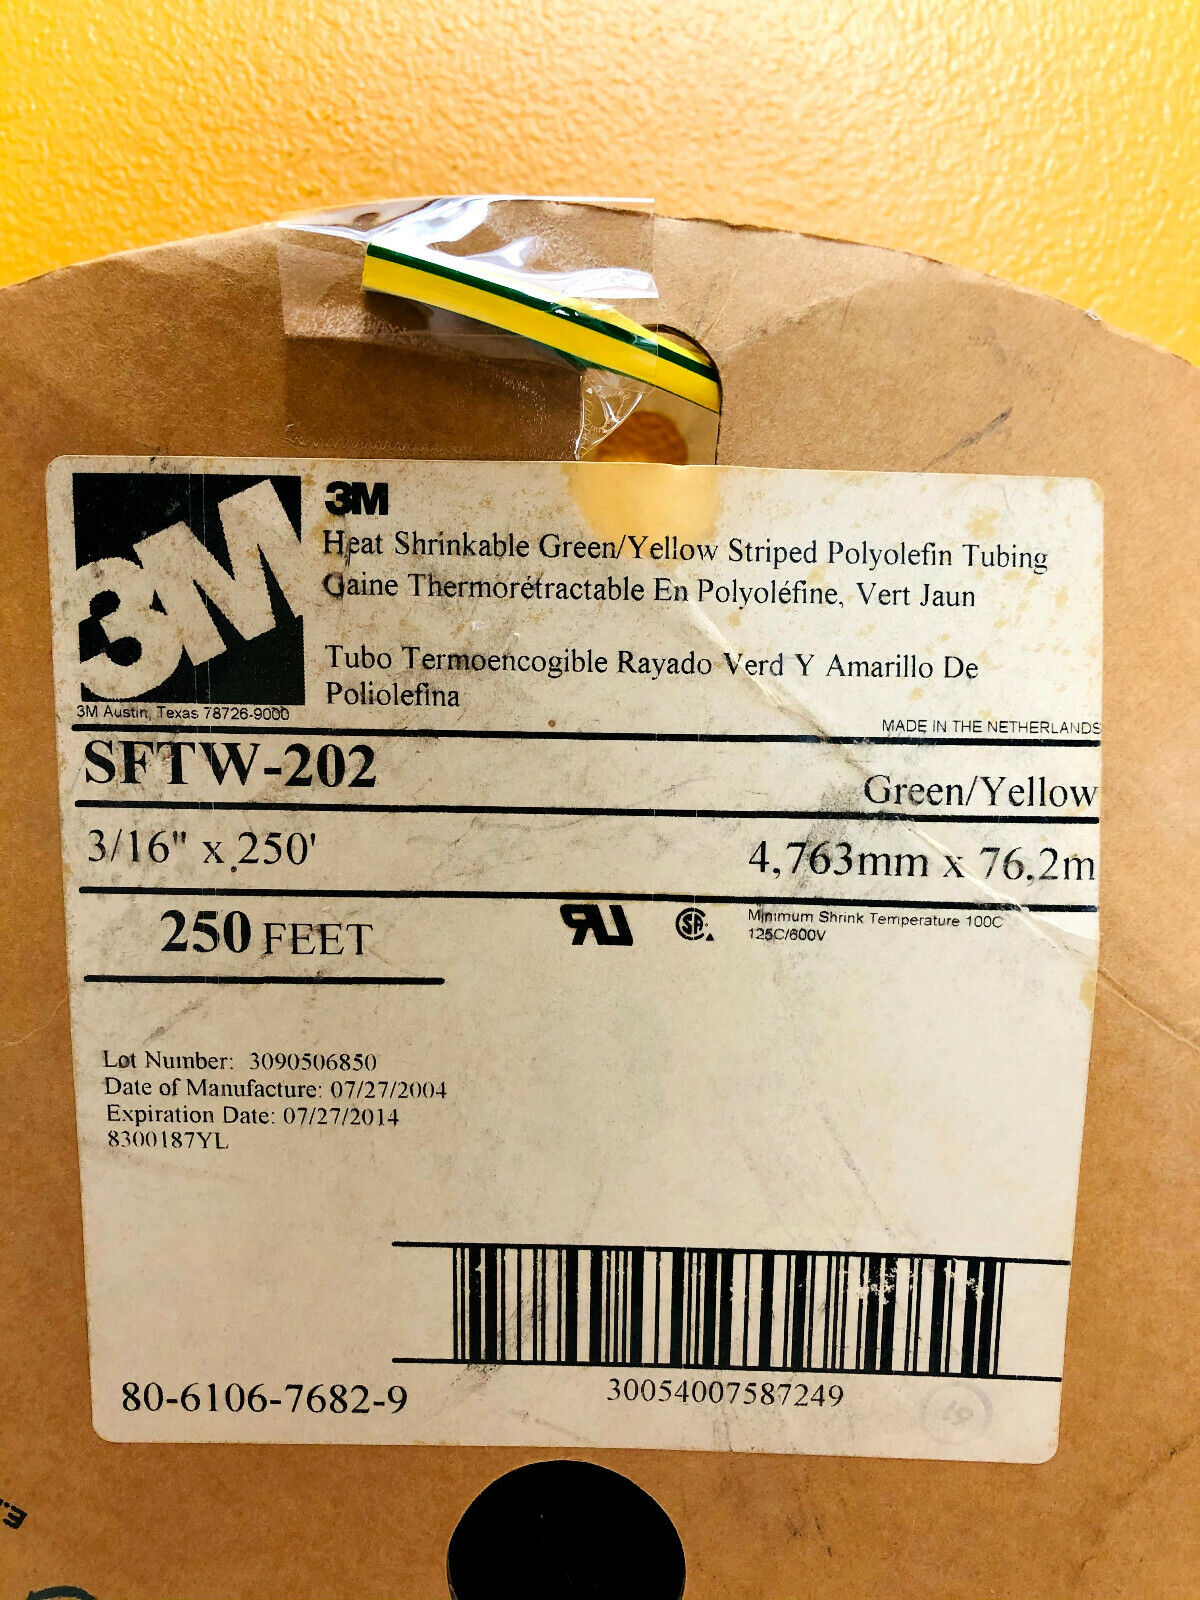 3M
3M
Heat Shrinkable Green/Yellow Striped Polyolefin Tubing
Gaine Thermorétractable En Polyoléfine, Vert Jaun
Tubo Termoencogible Rayado Verd Y Amarillo De
Poliolefina
3M Austin, Texas 78726-9000
MADE IN THE NETHERLANDS
SFTW-202
Green/Yellow
3/16" x 250'
4,763mm x 76,2m
250 FEET
RU
SA
Minimum Shrink Temperature 100C
125C/600V
Lot Number: 3090506850
Date of Manufacture: 07/27/2004
Expiration Date: 07/27/2014
8300187YL
80-6106-7682-9
30054007587249